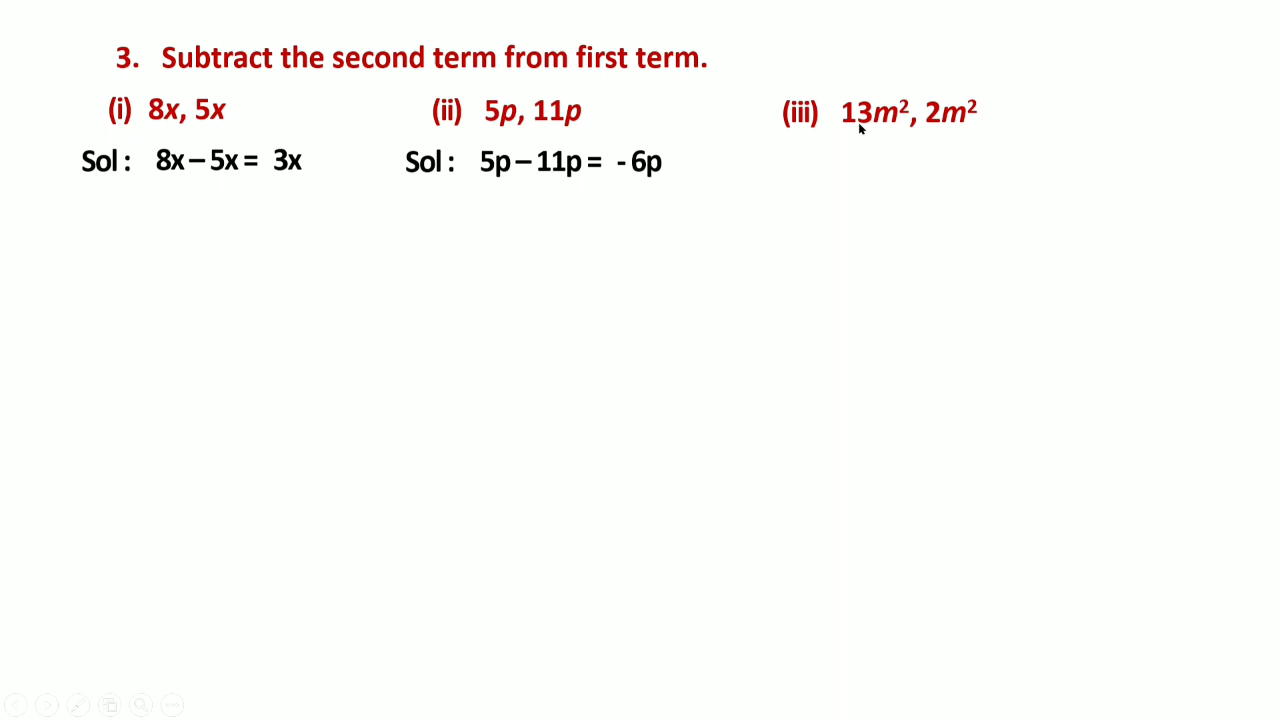 3. Subtract the second term from first term.
(i) 8x, 5x (ii) 5p, 11p (iii) 13m², 2m²
Sol : 8x – 5x = 3x Sol : 5p – 11p = - 6p